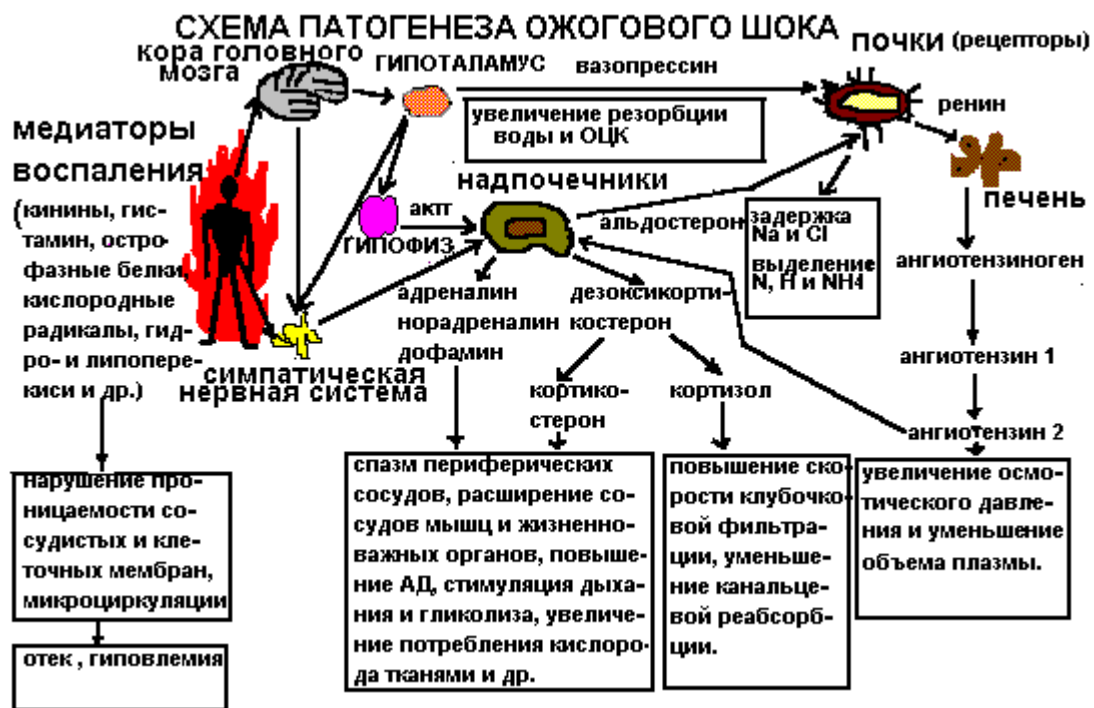 СХЕМА ПАТОГЕНЕЗА ОЖОГОВОГО ШОКА
кора головного
мозга
ГИПОТАЛАМУС
вазопрессин
ПОЧКИ (рецепторы)
увеличение резорбции
воды и ОЦК
ренин
печень
медиаторы
воспаления
(кинины, гис-
тамин, остро-
фазные белки,
кислородные
радикалы, гид-
ро- и липопере-
киси и др.)
надпочечники
актг
ГИПОФИЗ
альдостерон
задержка
Na и Cl
выделение
N, H и NH4
ангиотензиноген
адреналин
норадреналин
дофамин
дезоксикорти-
костерон
симпатическая
нервная система
кортико-
стерон
кортизол
ангиотензин 1
ангиотензин 2
нарушение про-
ницаемости со-
судистых и кле-
точных мембран,
микроциркуляции
отек , гиповлемия
спазм периферических
сосудов, расширение со-
судов мышц и жизненно-
важных органов, повыше-
ние АД, стимуляция дыха-
ния и гликолиза, увеличе-
ние потребления кислоро-
да тканями и др.
повышение ско-
рости клубочко-
вой фильтра-
ции, уменьше-
ние канальце-
вой реабсорб-
ции.
увеличение осмо-
тического давле-
ния и уменьшение
объема плазмы.